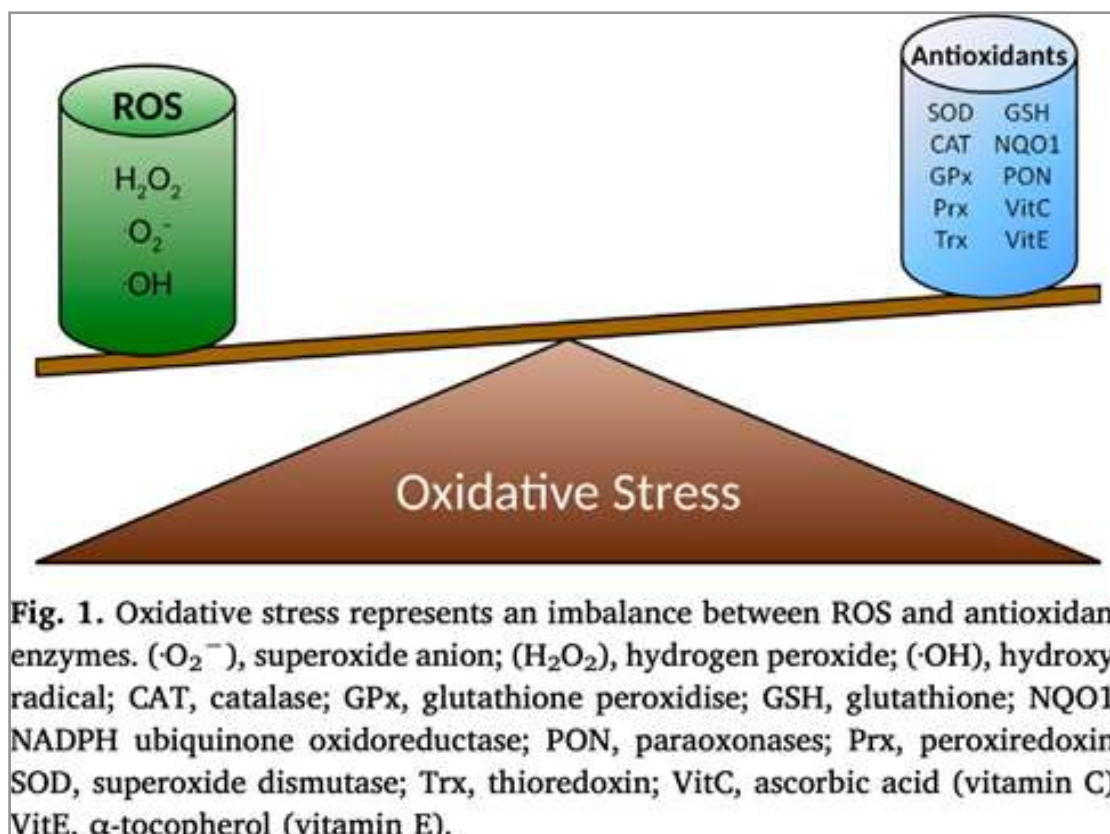 ROS
H₂O₂
·O₂⁻
·OH
Antioxidants
SOD GSH
CAT NQO1
GPx PON
Prx VitC
Trx VitE
Oxidative Stress
Fig. 1. Oxidative stress represents an imbalance between ROS and antioxidan
enzymes. (·O₂⁻), superoxide anion; (H₂O₂), hydrogen peroxide; (·OH), hydroxy
radical; CAT, catalase; GPx, glutathione peroxidise; GSH, glutathione; NQO1
NADPH ubiquinone oxidoreductase; PON, paraoxonases; Prx, peroxiredoxin
SOD, superoxide dismutase; Trx, thioredoxin; VitC, ascorbic acid (vitamin C)
VitE, α-tocopherol (vitamin E).